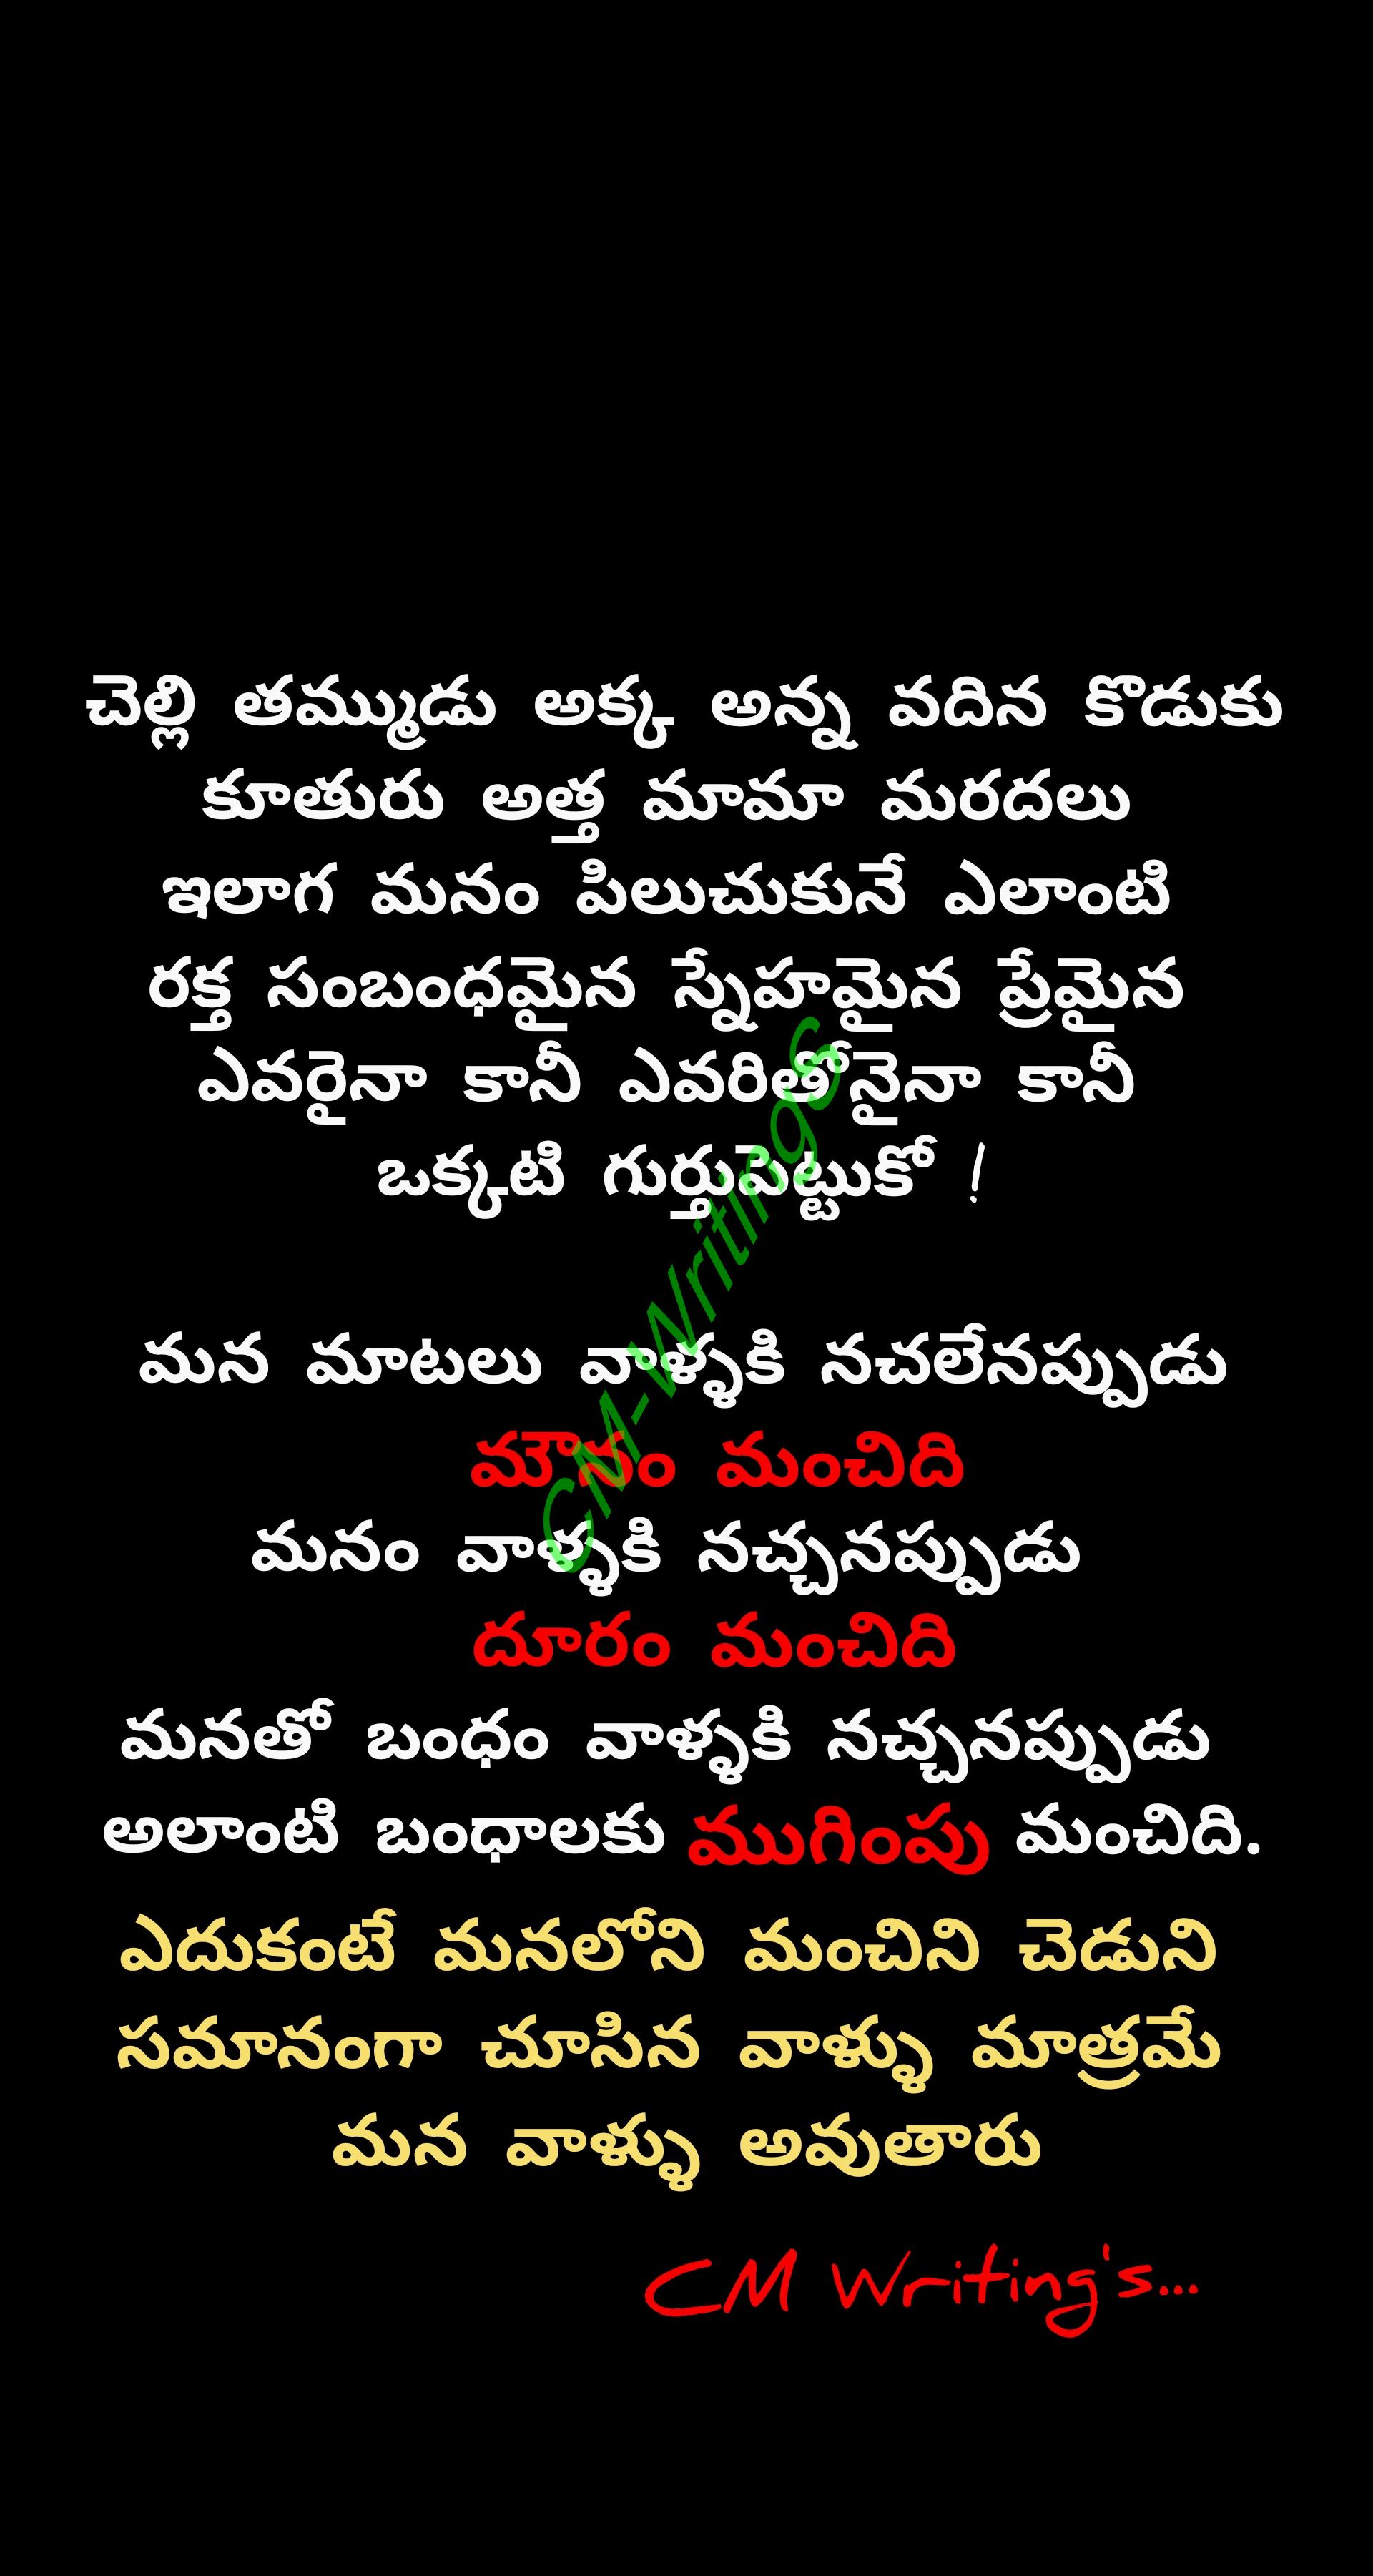 చెల్లి తమ్ముడు అక్క అన్న వదిన కొడుకు
కూతురు అత్త మామా మరదలు
ఇలాగ మనం పిలుచుకునే ఎలాంటి
రక్త సంబంధమైన స్నేహమైన ప్రేమైన
ఎవరైనా కానీ ఎవరితోనైనా కానీ
ఒక్కటి గుర్తుపెట్టుకో !
మన మాటలు వాళ్ళకి నచలేనప్పుడు
మౌనం మంచిది
మనం వాళ్ళకి నచ్చనప్పుడు
దూరం మంచిది
మనతో బంధం వాళ్ళకి నచ్చనప్పుడు
అలాంటి బంధాలకు ముగింపు మంచిది.
ఎదుకంటే మనలోని మంచిని చెడుని
సమానంగా చూసిన వాళ్ళు మాత్రమే
మన వాళ్ళు అవుతారు
CM Writing's...
CM-Writings